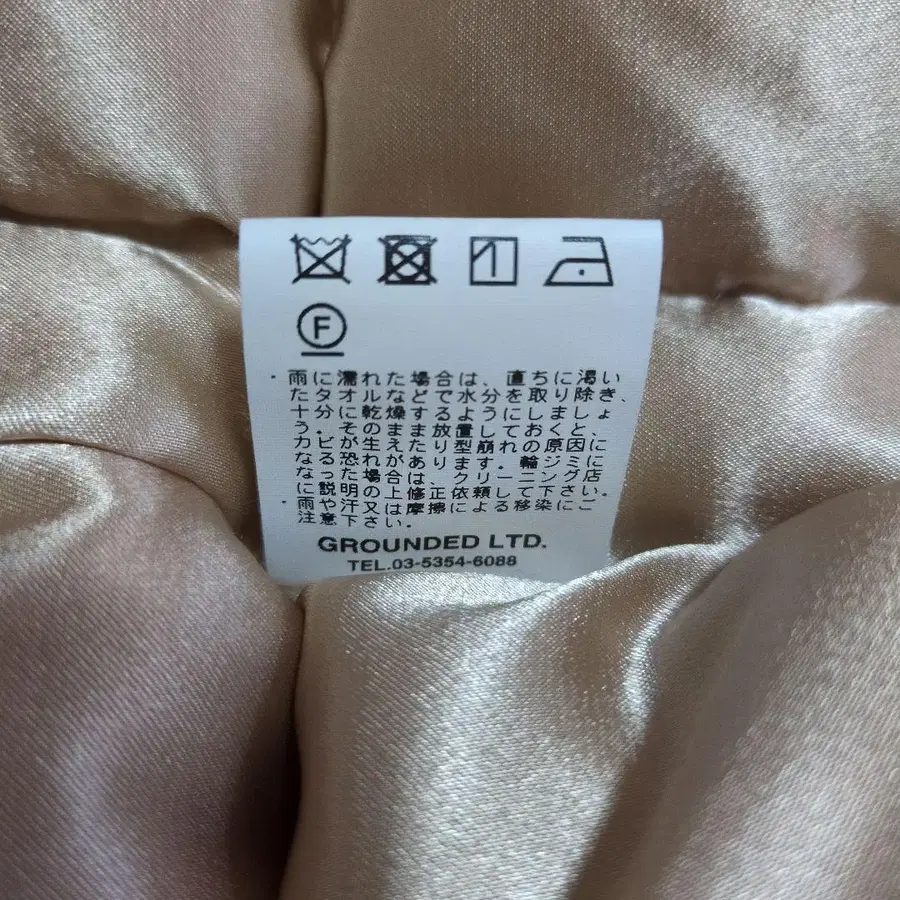 F
・雨に濡れた場合は、直ちに渇い
たタオルなどで水分を取り除き、
十分に乾燥するようにしましょ
う。そのまま放置しておくと、
カビが生えたり型崩れの原因に
なる恐れがあります。輪ジミに
なった場合は、クリーニング店
に説明の上修正依頼して下さい。
・雨や汗又は摩擦による移染にご
注意下さい。
GROUNDED LTD.
TEL.03-5354-6088